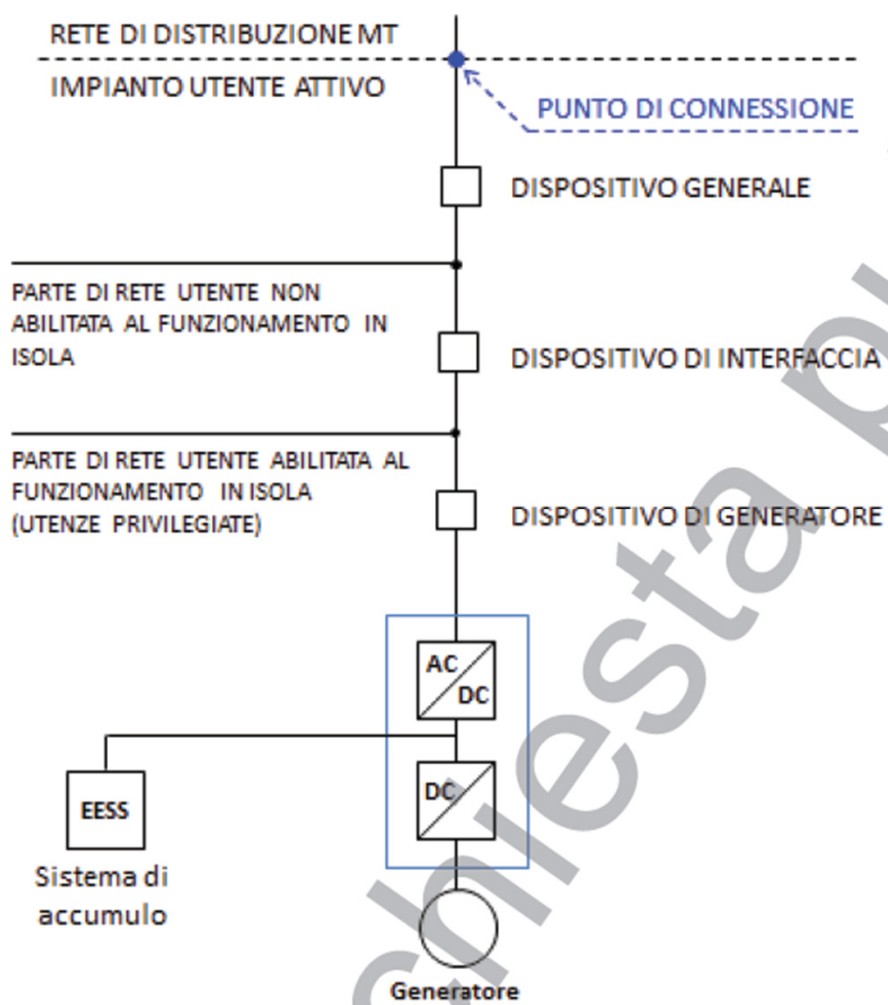 RETE DI DISTRIBUZIONE MT
IMPIANTO UTENTE ATTIVO
PUNTO DI CONNESSIONE
DISPOSITIVO GENERALE
PARTE DI RETE UTENTE NON
ABILITATA AL FUNZIONAMENTO IN
ISOLA
DISPOSITIVO DI INTERFACCIA
PARTE DI RETE UTENTE ABILITATA AL
FUNZIONAMENTO IN ISOLA
(UTENZE PRIVILEGIATE)
DISPOSITIVO DI GENERATORE
AC
DC
DC
EESS
Sistema di
accumulo
Generatore